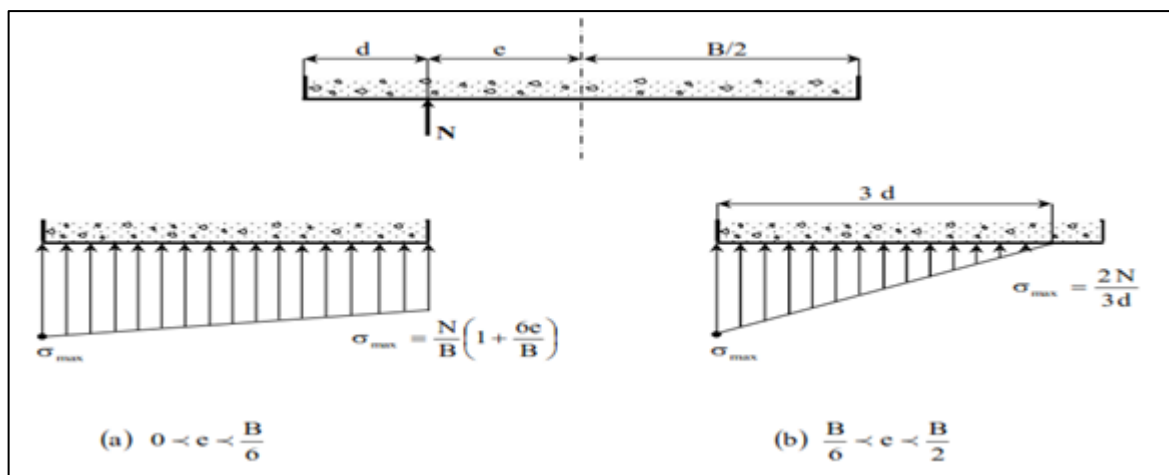 d e B/2
N
3 d
σmax = 2N/3d
σmax = N/B (1 + 6e/B)
σmax
σmax
(a) 0 ≺ e ≺ B/6
(b) B/6 ≺ e ≺ B/2